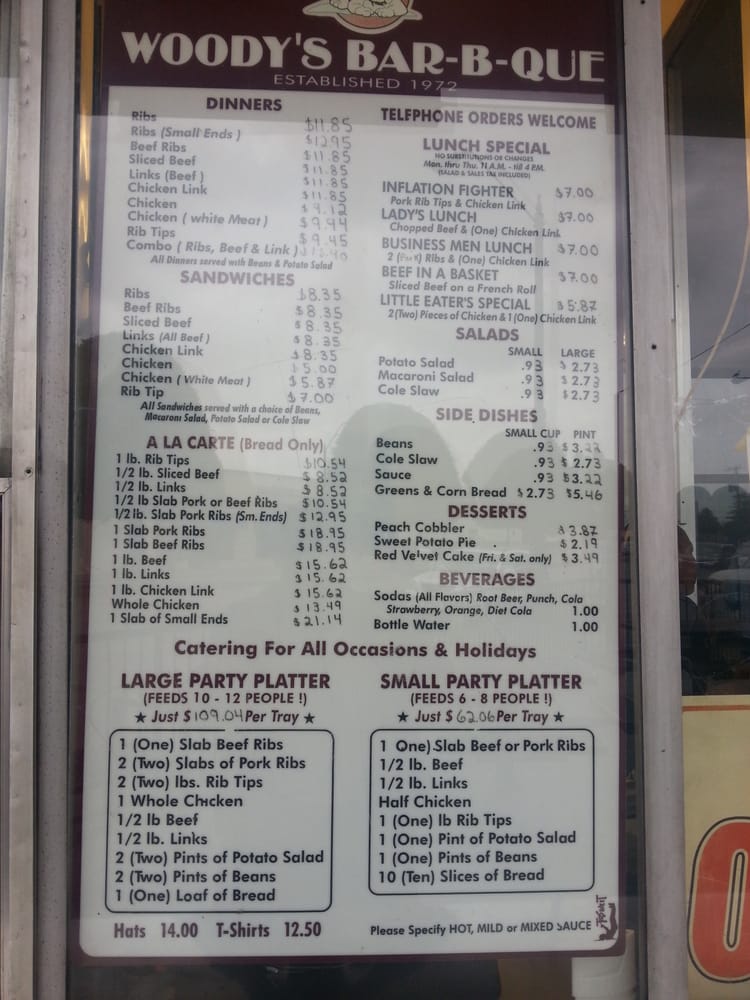 WOODY'S BAR-B-QUE
ESTABLISHED 1972
DINNERS
Ribs $11.85
Ribs (Small Ends) $12.95
Beef Ribs $11.85
Sliced Beef $11.85
Links (Beef) $11.85
Chicken Link $11.85
Chicken $9.12
Chicken (white Meat) $9.94
Rib Tips $9.45
Combo (Ribs, Beef & Link)
All Dinners served with Beans & Potato Salad
SANDWICHES
Ribs $8.35
Beef Ribs $8.35
Sliced Beef $8.35
Links (All Beef) $8.35
Chicken Link $8.35
Chicken $5.00
Chicken (White Meat) $5.87
Rib Tip $7.00
All Sandwiches served with a choice of Beans,
Macaroni Salad, Potato Salad or Cole Slaw
A LA CARTE (Bread Only)
1 lb. Rib Tips $10.54
1/2 lb. Sliced Beef $8.52
1/2 lb. Links $8.52
1/2 lb Slab Pork or Beef Ribs $10.54
1/2 lb. Slab Pork Ribs (Sm. Ends) $12.95
1 Slab Pork Ribs $18.95
1 Slab Beef Ribs $18.95
1 lb. Beef $15.62
1 lb. Links $15.62
1 lb. Chicken Link $15.62
Whole Chicken $13.49
1 Slab of Small Ends $21.14
TELFPHONE ORDERS WELCOME
LUNCH SPECIAL
NO SUBSTITUTIONS OR CHANGES
Mon. thru Thu. 11 A.M. - till 4 P.M.
(SALAD & SALES TAX INCLUDED)
INFLATION FIGHTER $7.00
Pork Rib Tips & Chicken Link
LADY'S LUNCH $7.00
Chopped Beef & (One) Chicken Link
BUSINESS MEN LUNCH $7.00
2 (Pork) Ribs & (One) Chicken Link
BEEF IN A BASKET $7.00
Sliced Beef on a French Roll
LITTLE EATER'S SPECIAL $5.87
2 (Two) Pieces of Chicken & 1 (One) Chicken Link
SALADS
SMALL LARGE
Potato Salad .93 $2.73
Macaroni Salad .93 $2.73
Cole Slaw .93 $2.73
SIDE DISHES
SMALL CUP PINT
Beans .93 $3.22
Cole Slaw .93 $2.73
Sauce .93 $3.22
Greens & Corn Bread $2.73 $5.46
DESSERTS
Peach Cobbler $3.87
Sweet Potato Pie . $2.19
Red Velvet Cake (Fri. & Sat. only) $3.49
BEVERAGES
Sodas (All Flavors) Root Beer, Punch, Cola
Strawberry, Orange, Diet Cola 1.00
Bottle Water 1.00
Catering For All Occasions & Holidays
LARGE PARTY PLATTER
(FEEDS 10 - 12 PEOPLE !)
★ Just $109.04 Per Tray ★
1 (One) Slab Beef Ribs
2 (Two) Slabs of Pork Ribs
2 (Two) lbs. Rib Tips
1 Whole Chicken
1/2 lb Beef
1/2 lb. Links
2 (Two) Pints of Potato Salad
2 (Two) Pints of Beans
1 (One) Loaf of Bread
Hats 14.00 T-Shirts 12.50
SMALL PARTY PLATTER
(FEEDS 6 - 8 PEOPLE !)
★ Just $62.06 Per Tray ★
1 One) Slab Beef or Pork Ribs
1/2 lb. Beef
1/2 lb. Links
Half Chicken
1 (One) lb Rib Tips
1 (One) Pint of Potato Salad
1 (One) Pints of Beans
10 (Ten) Slices of Bread
Please Specify HOT, MILD or MIXED SAUCE